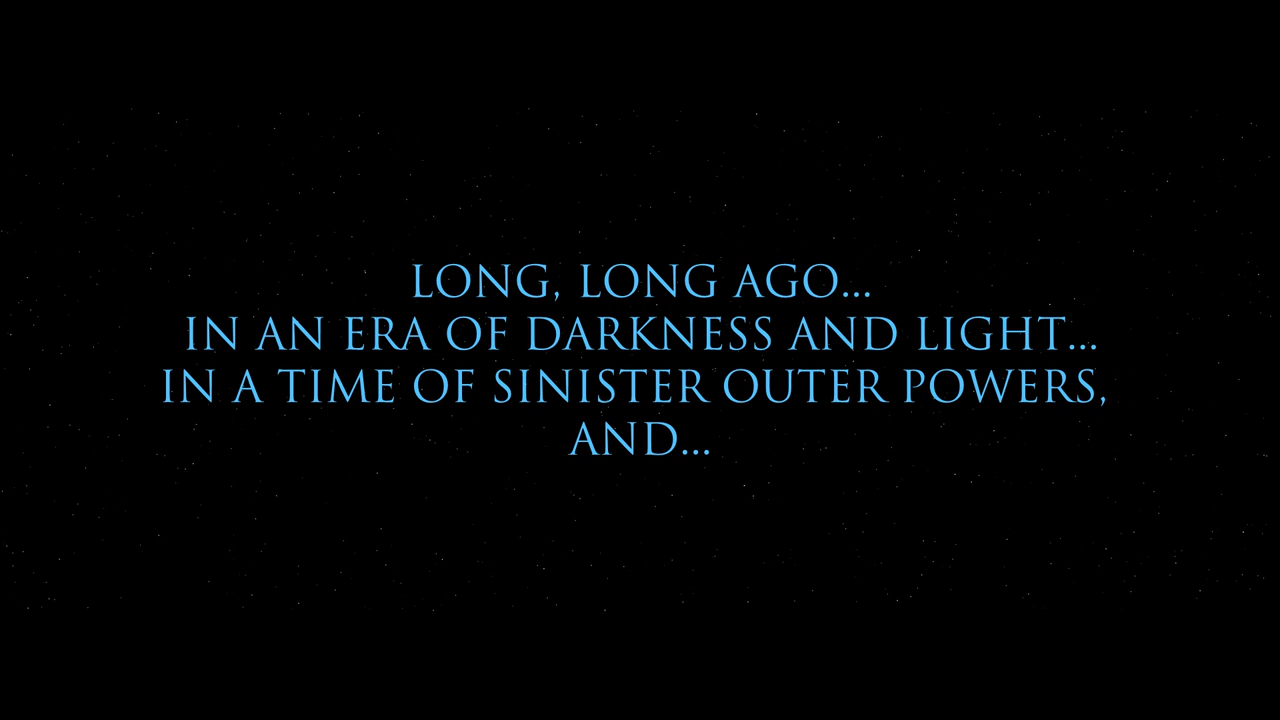 LONG, LONG AGO...
IN AN ERA OF DARKNESS AND LIGHT...
IN A TIME OF SINISTER OUTER POWERS,
AND...